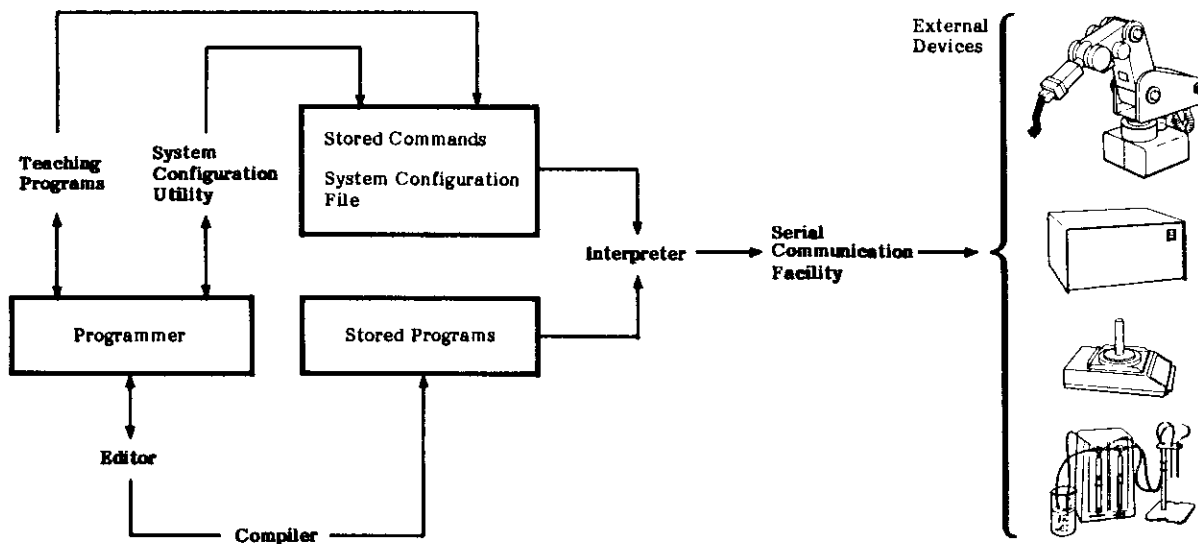 External
Devices
Stored Commands
System Configuration
File
Teaching
Programs
System
Configuration
Utility
Interpreter
Serial
Communication
Facility
Programmer
Stored Programs
Editor
Compiler